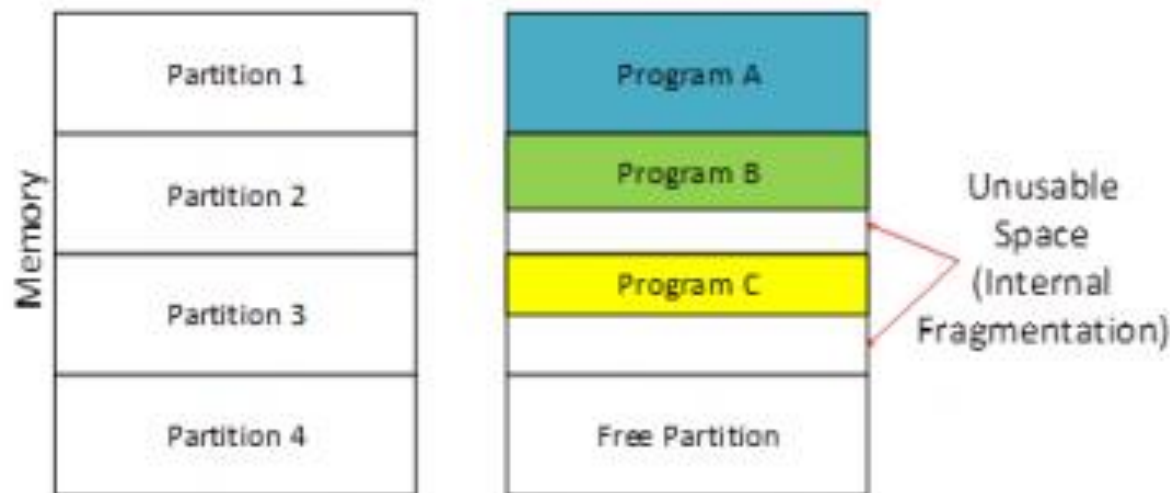 Memory
Partition 1
Partition 2
Partition 3
Partition 4
Program A
Program B
Program C
Free Partition
Unusable
Space
(Internal
Fragmentation)